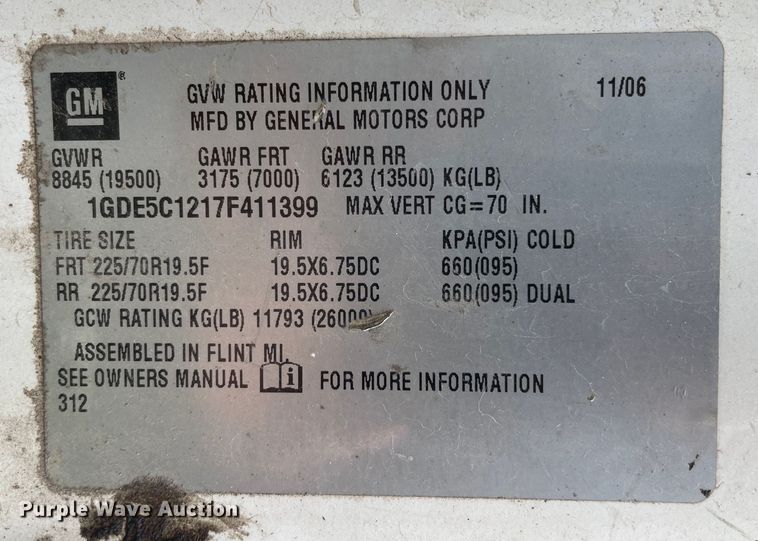 GM ®
GVW RATING INFORMATION ONLY 11/06
MFD BY GENERAL MOTORS CORP
GVWR GAWR FRT GAWR RR
8845 (19500) 3175 (7000) 6123 (13500) KG(LB)
1GDE5C1217F411399 MAX VERT CG=70 IN.
TIRE SIZE RIM KPA(PSI) COLD
FRT 225/70R19.5F 19.5X6.75DC 660(095)
RR 225/70R19.5F 19.5X6.75DC 660(095) DUAL
GCW RATING KG(LB) 11793 (26000)
ASSEMBLED IN FLINT MI.
SEE OWNERS MANUAL i FOR MORE INFORMATION
312
Purple Wave Auction